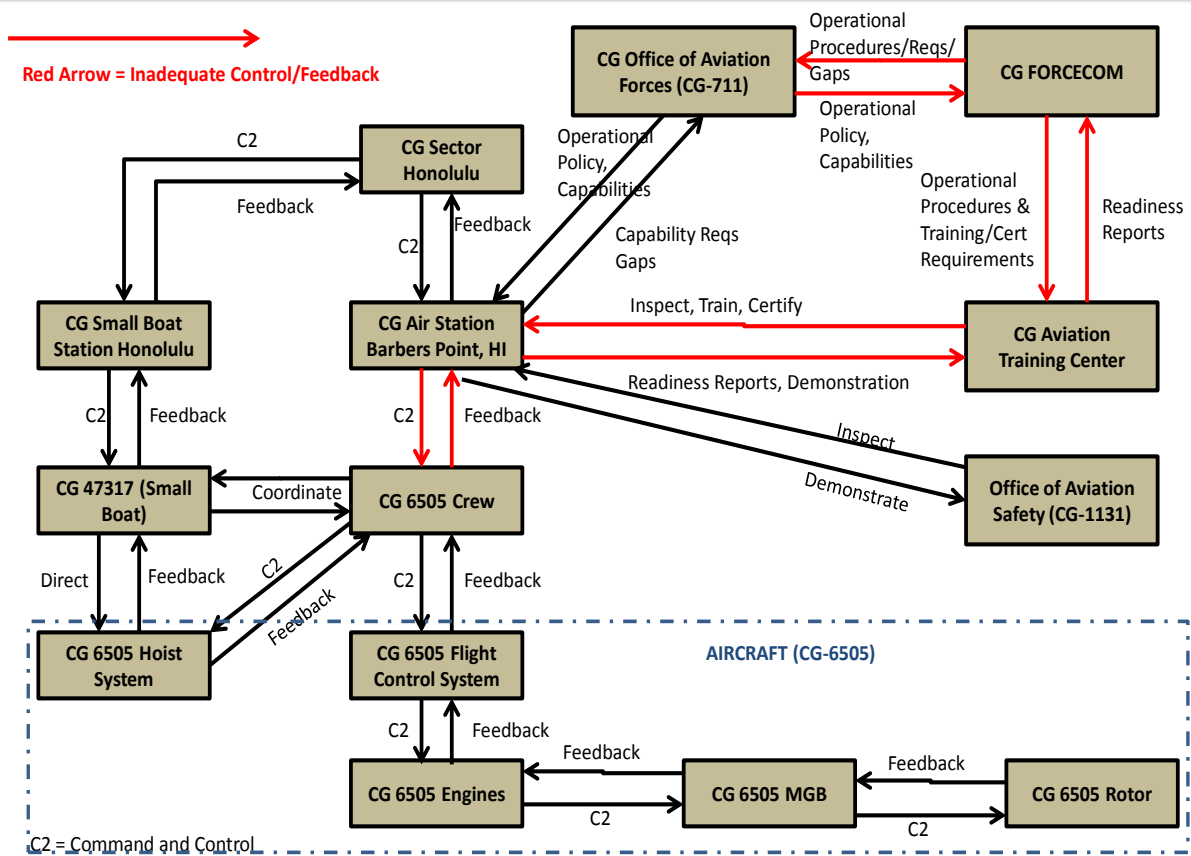 Red Arrow = Inadequate Control/Feedback
CG Office of Aviation
Forces (CG-711)
Operational
Procedures/Reqs/
Gaps
CG FORCECOM
Operational
Policy,
Capabilities
C2
Feedback
CG Sector
Honolulu
Operational
Policy,
Capabilities
Capability Reqs
Gaps
C2
Feedback
Operational
Procedures &
Training/Cert
Requirements
Readiness
Reports
CG Small Boat
Station Honolulu
CG Air Station
Barbers Point, HI
Inspect, Train, Certify
CG Aviation
Training Center
Readiness Reports, Demonstration
C2
Feedback
C2
Feedback
Inspect
Demonstrate
CG 47317 (Small
Boat)
Coordinate
CG 6505 Crew
Office of Aviation
Safety (CG-1131)
Direct
Feedback
C2
Feedback
C2
Feedback
CG 6505 Hoist
System
CG 6505 Flight
Control System
AIRCRAFT (CG-6505)
C2
Feedback
CG 6505 Engines
Feedback
C2
CG 6505 MGB
Feedback
C2
CG 6505 Rotor
C2 = Command and Control